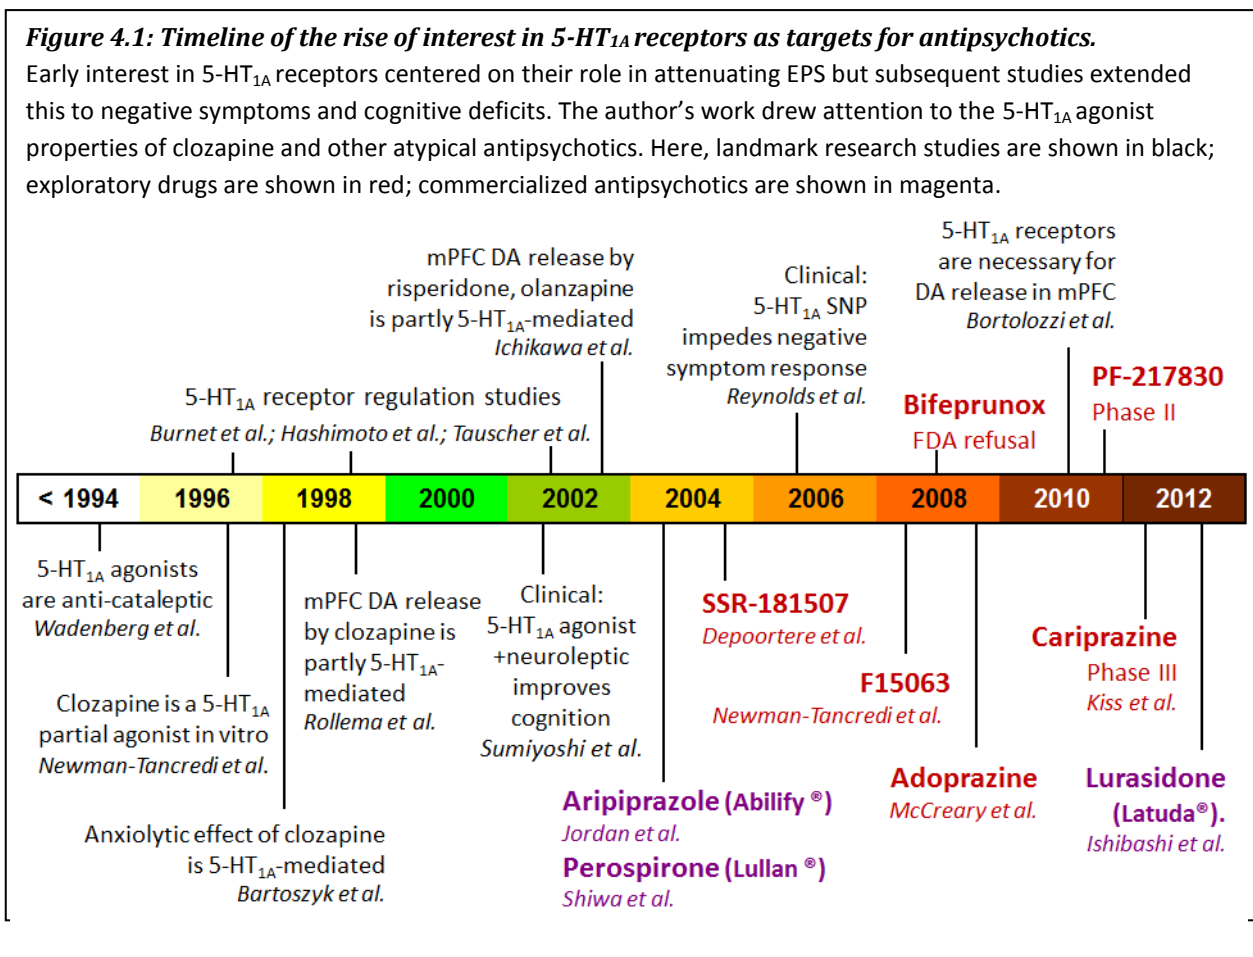 Figure 4.1: Timeline of the rise of interest in 5-HT1A receptors as targets for antipsychotics.
Early interest in 5-HT1A receptors centered on their role in attenuating EPS but subsequent studies extended
this to negative symptoms and cognitive deficits. The author's work drew attention to the 5-HT1A agonist
properties of clozapine and other atypical antipsychotics. Here, landmark research studies are shown in black;
exploratory drugs are shown in red; commercialized antipsychotics are shown in magenta.
5-HT1A receptor regulation studies
Burnet et al.; Hashimoto et al.; Tauscher et al.
mPFC DA release by
risperidone, olanzapine
is partly 5-HT1A-mediated
Ichikawa et al.
Clinical:
5-HT1A SNP
impedes negative
symptom response
Reynolds et al.
Bifeprunox
FDA refusal
5-HT1A receptors
are necessary for
DA release in mPFC
Bortolozzi et al.
PF-217830
Phase II
< 1994 1996 1998 2000 2002 2004 2006 2008 2010 2012
5-HT1A agonists
are anti-cataleptic
Wadenberg et al.
Clozapine is a 5-HT1A
partial agonist in vitro
Newman-Tancredi et al.
Anxiolytic effect of clozapine
is 5-HT1A-mediated
Bartoszyk et al.
mPFC DA release
by clozapine is
partly 5-HT1A-
mediated
Rollema et al.
Clinical:
5-HT1A agonist
+neuroleptic
improves
cognition
Sumiyoshi et al.
Aripiprazole (Abilify ®)
Jordan et al.
Perospirone (Lullan ®)
Shiwa et al.
SSR-181507
Depoortere et al.
F15063
Newman-Tancredi et al.
Adoprazine
McCreary et al.
Cariprazine
Phase III
Kiss et al.
Lurasidone
(Latuda®).
Ishibashi et al.